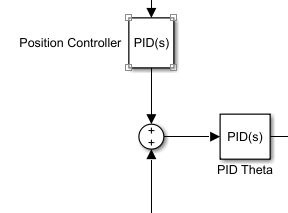 Position Controller
PID(s)
+
+
PID(s)
PID Theta